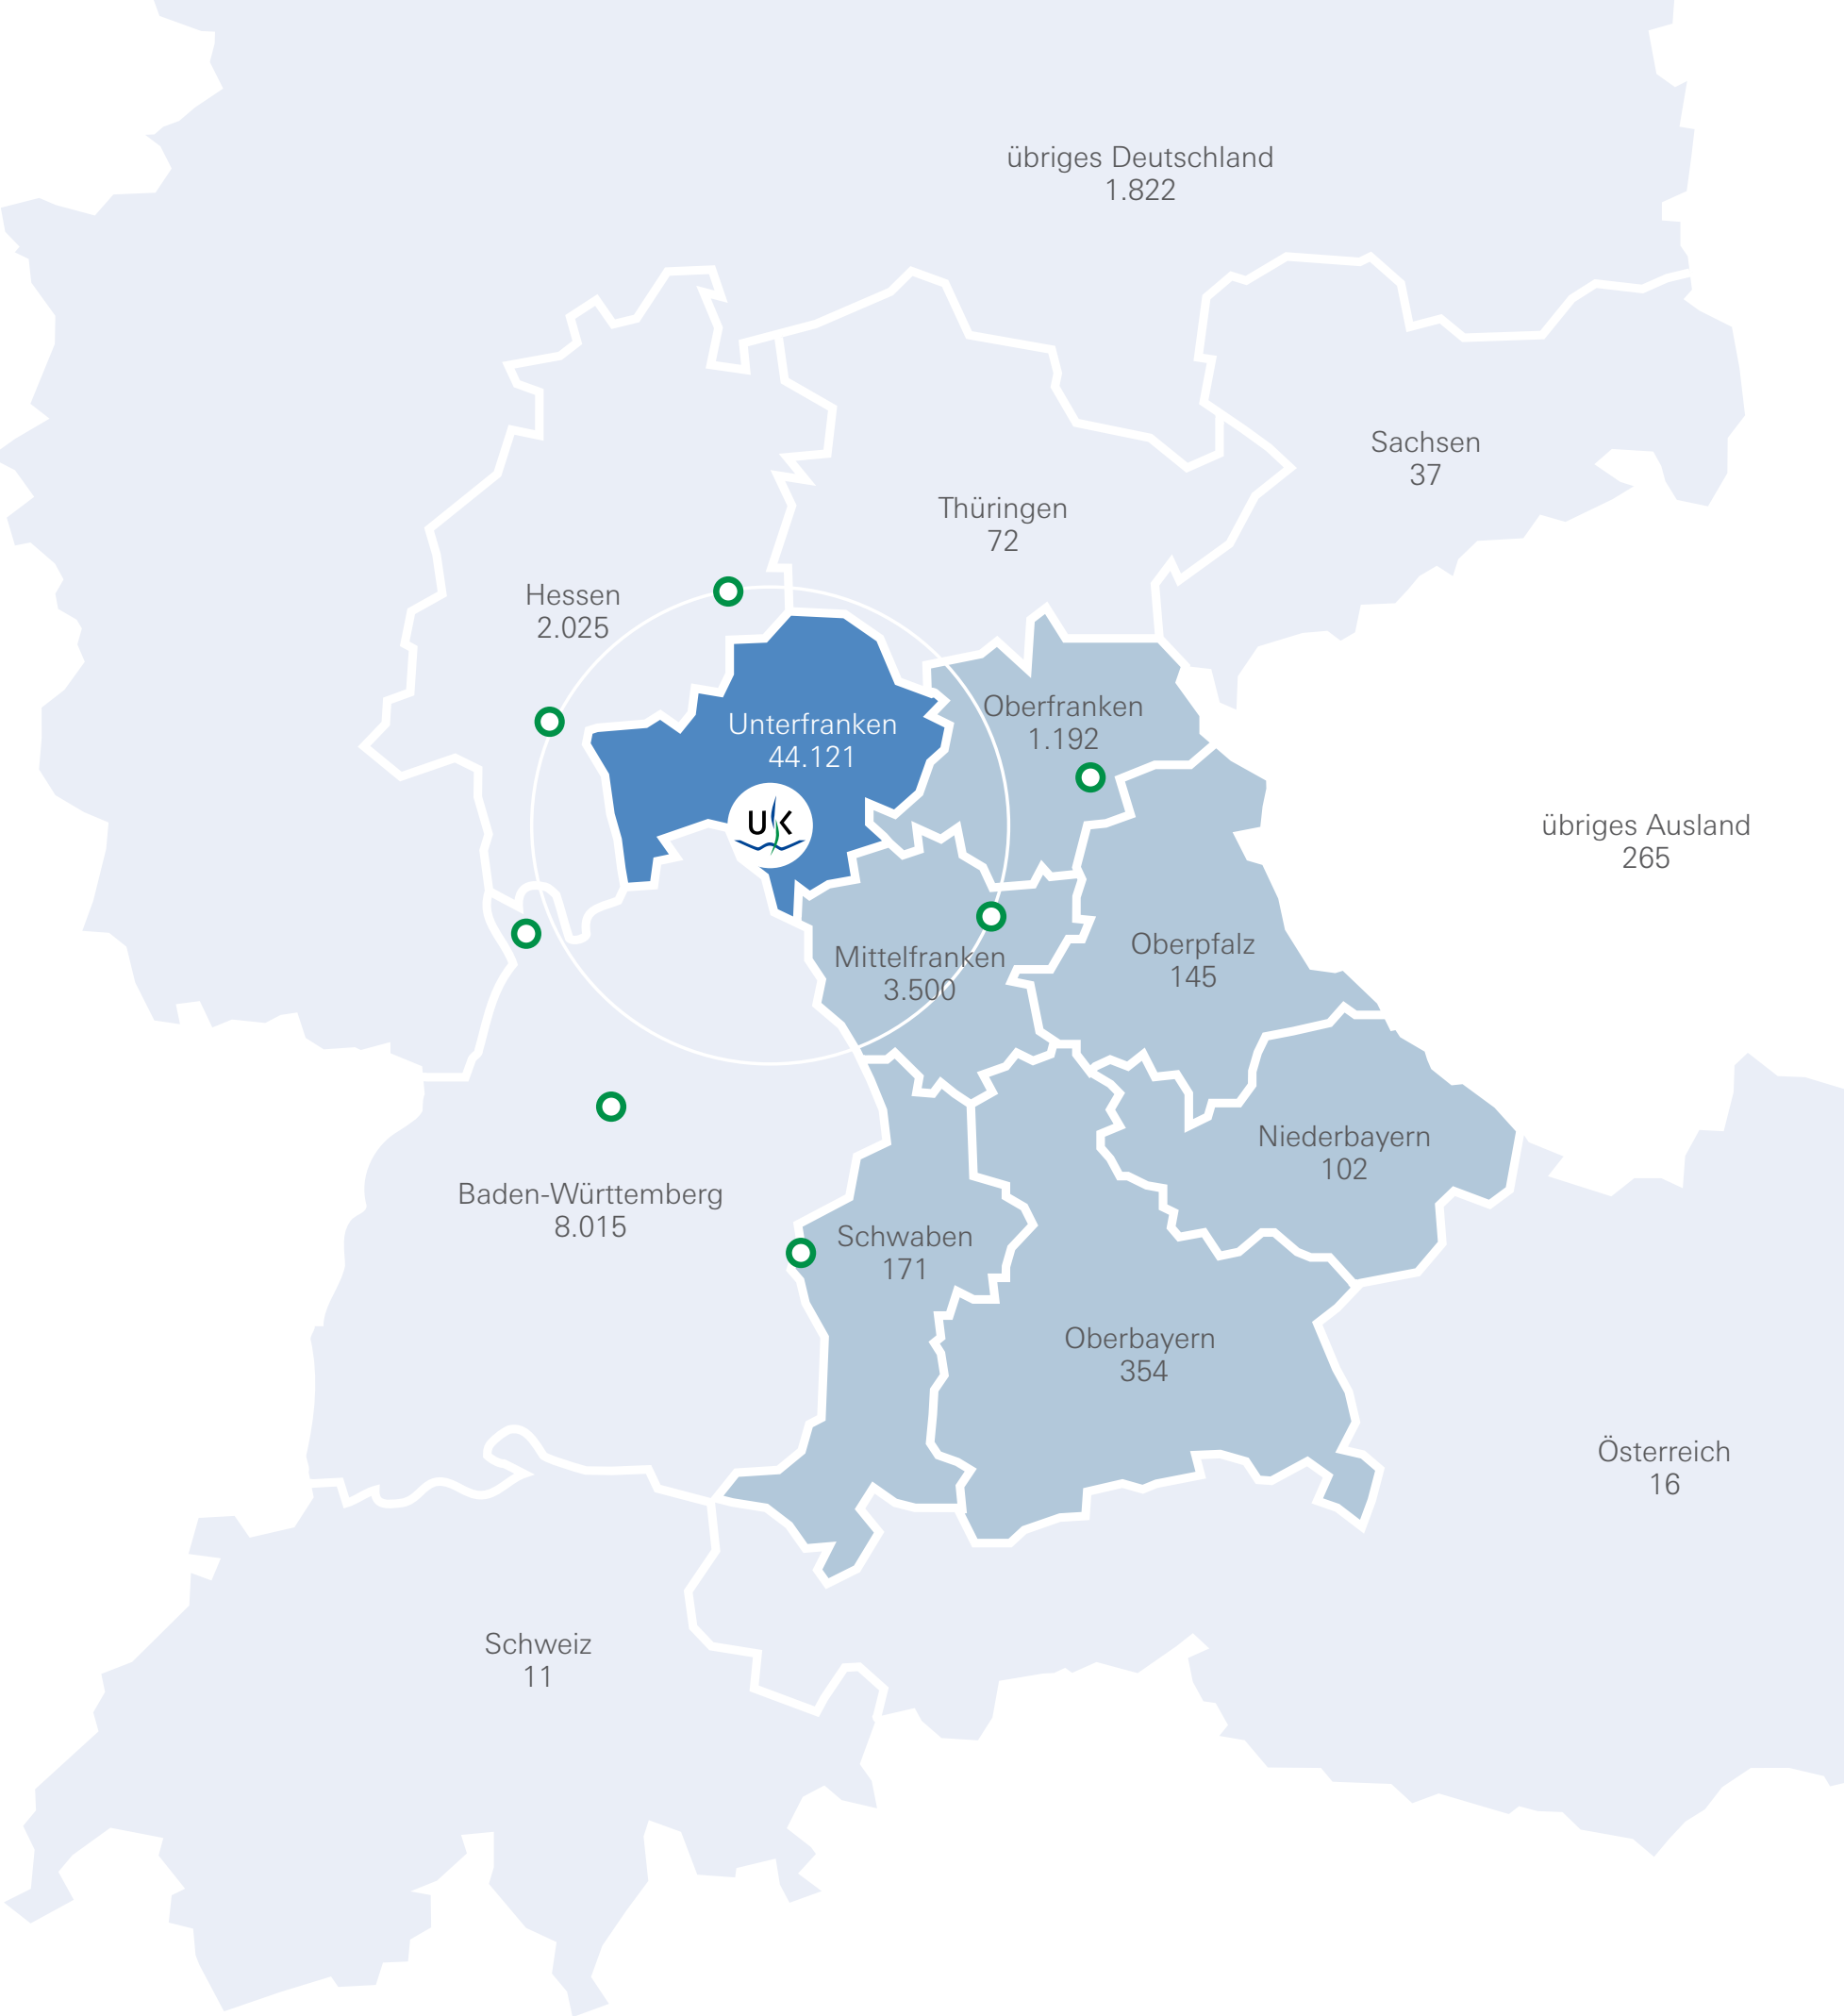 übriges Deutschland
1.822
Sachsen
37
Thüringen
72
Hessen
2.025
Oberfranken
1.192
Unterfranken
44.121
UK
übriges Ausland
265
Mittelfranken
3.500
Oberpfalz
145
Niederbayern
102
Baden-Württemberg
8.015
Schwaben
171
Oberbayern
354
Österreich
16
Schweiz
11